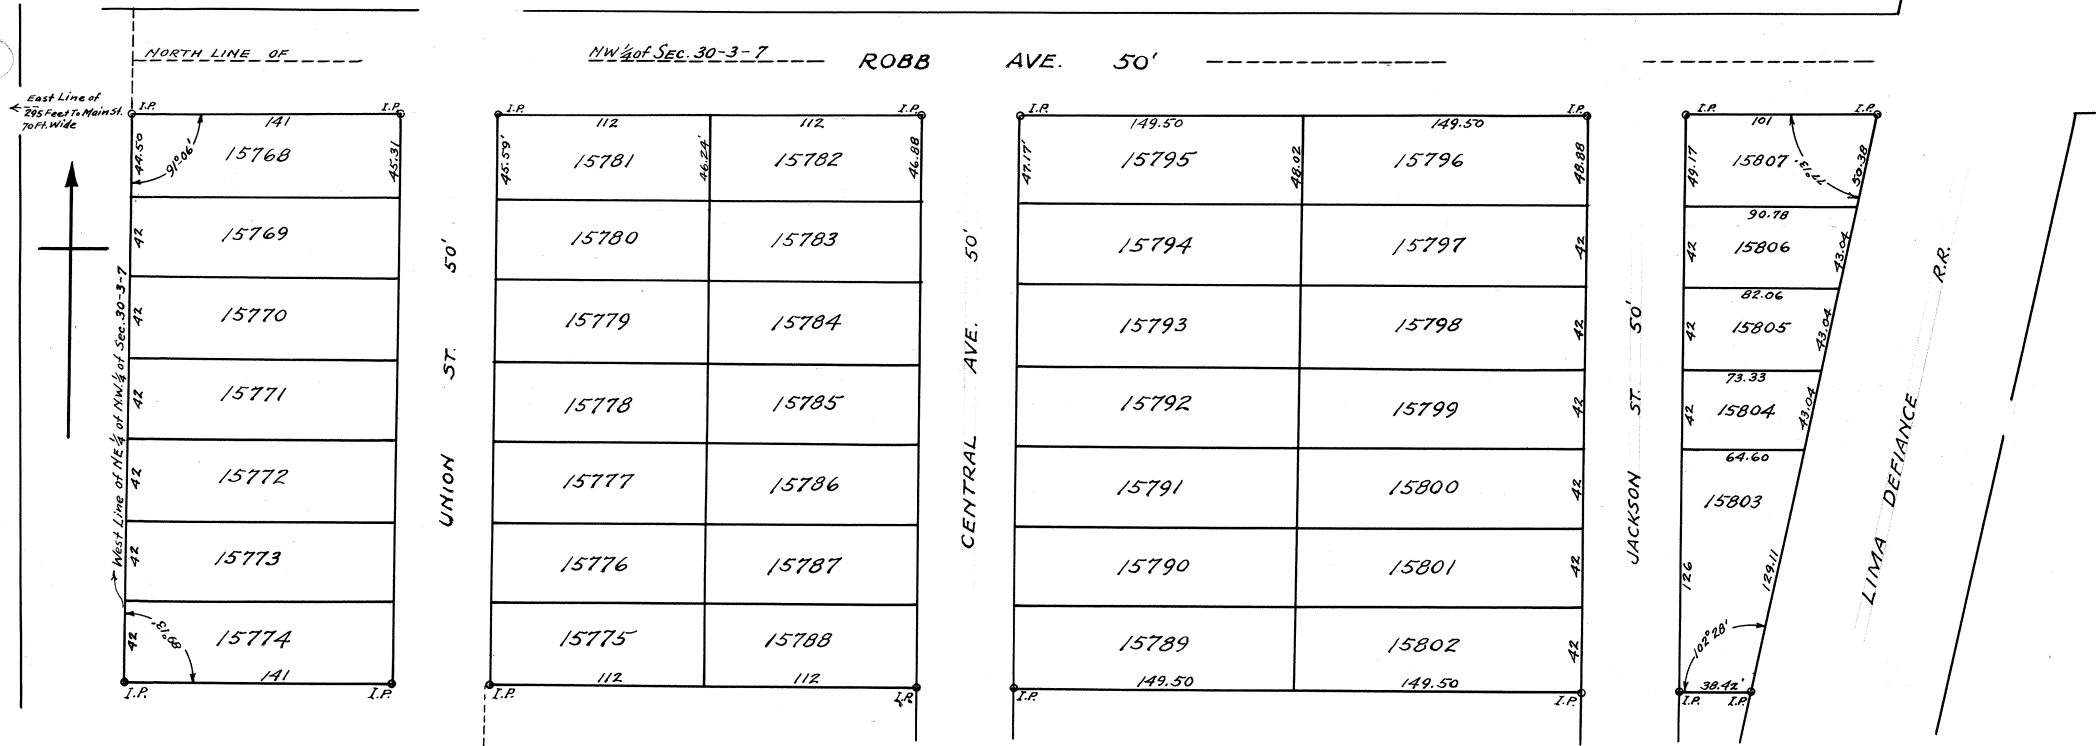 NORTH LINE OF
NW ¼ of SEC. 30-3-7
ROBB AVE. 50'
East Line of
295 Feet To Main St.
70 Ft. Wide
I.P. I.P. I.P. I.P. I.P. I.P. I.P. I.P.
141 112 112 149.50 149.50 101
44.50 91°06' 15768 45.31
45.59' 15781 46.24' 15782 46.88
47.17' 15795 48.02 15796 48.88
49.17 15807 77°13' 50.38
90.78
42 15769 15780 15783 15794 15797 42 42 15806 43.04
82.06
42 15770 15779 15784 15793 15798 42 42 15805 43.04
73.33
42 15771 15778 15785 15792 15799 42 42 15804 43.04
64.60
42 15772 15777 15786 15791 15800 42 15803
42 15773 15776 15787 15790 15801 42 126 129.11
42 89°13' 15774 15775 15788 15789 15802 42 102°28'
141 112 112 149.50 149.50 38.42'
I.P. I.P. I.P. I.P. I.P. I.P. I.P. I.P.
West Line of NE ¼ of N.W. ¼ of Sec. 30-3-7
UNION ST. 50'
CENTRAL AVE. 50'
JACKSON ST. 50'
LIMA DEFIANCE R.R.